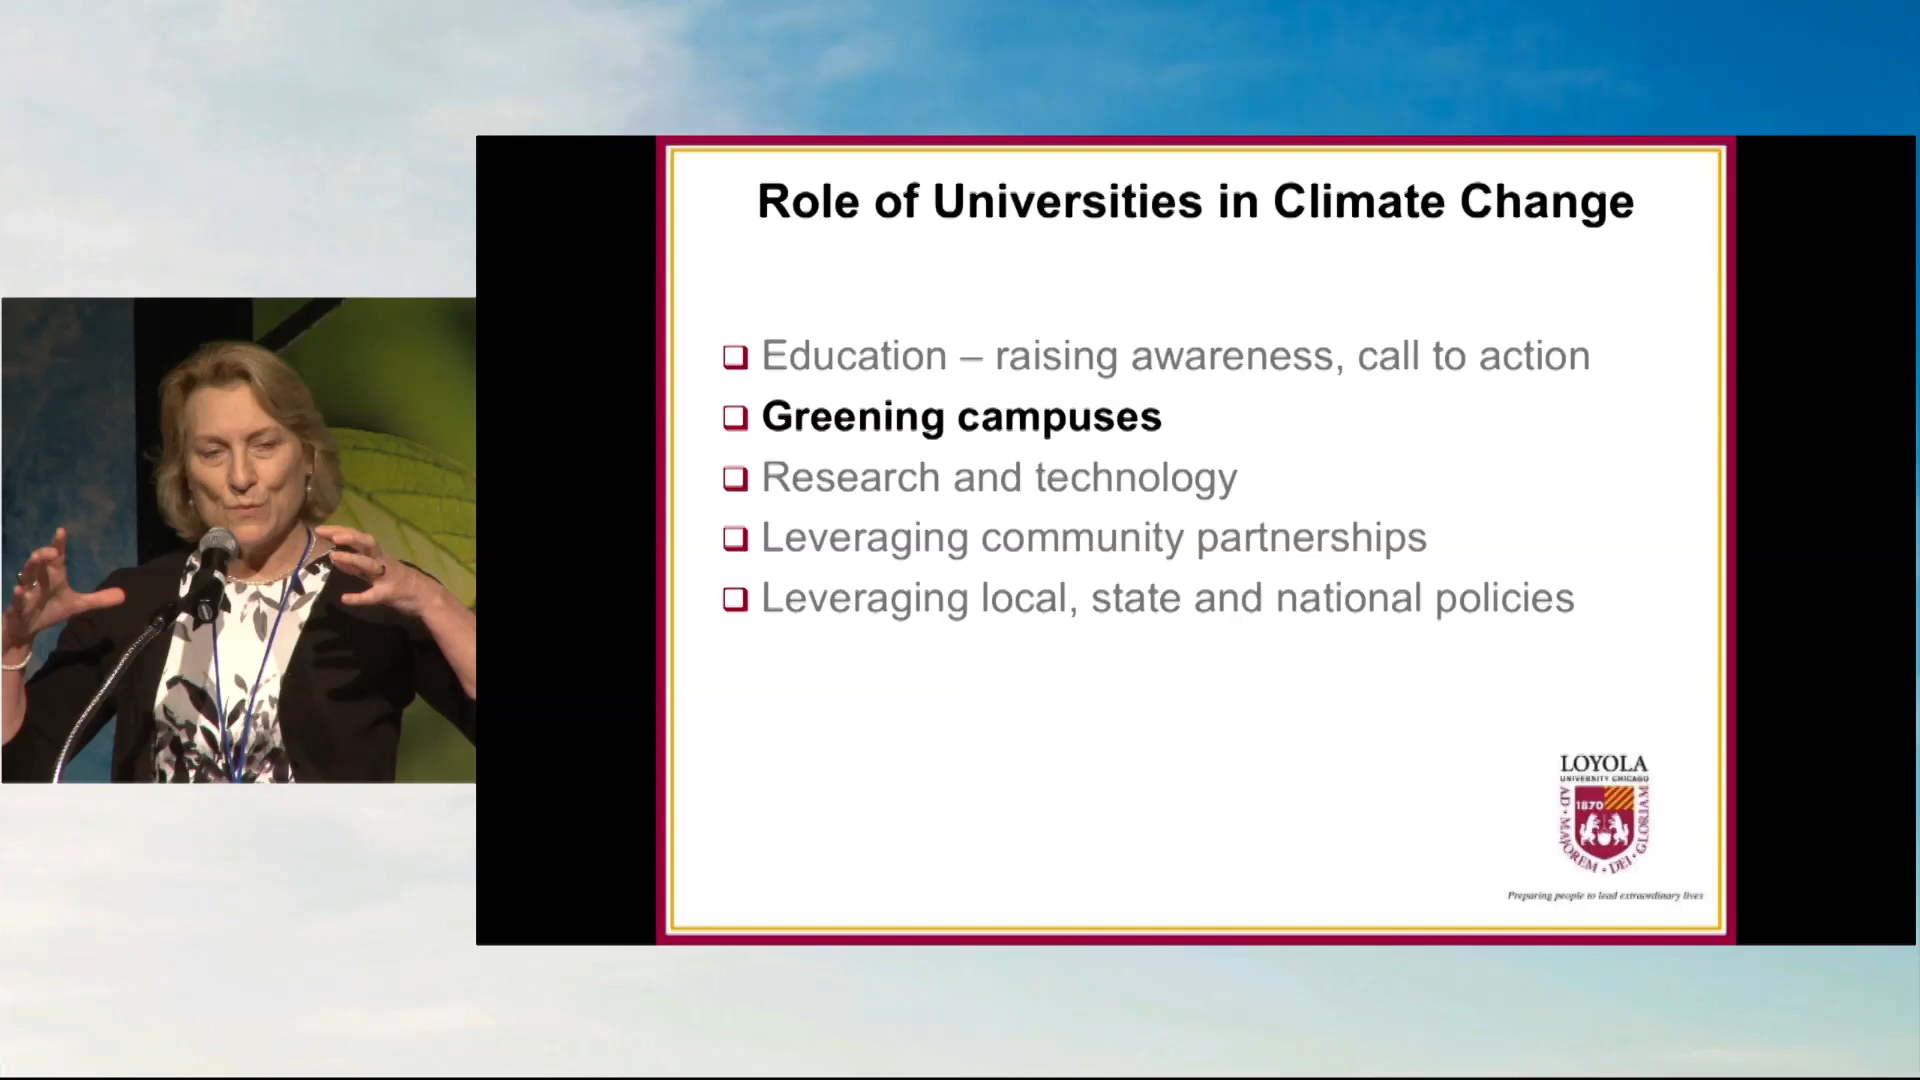 Role of Universities in Climate Change
Education – raising awareness, call to action
Greening campuses
Research and technology
Leveraging community partnerships
Leveraging local, state and national policies
LOYOLA
UNIVERSITY CHICAGO
1870
AD • MAJOREM • DEI • GLORIAM
Preparing people to lead extraordinary lives